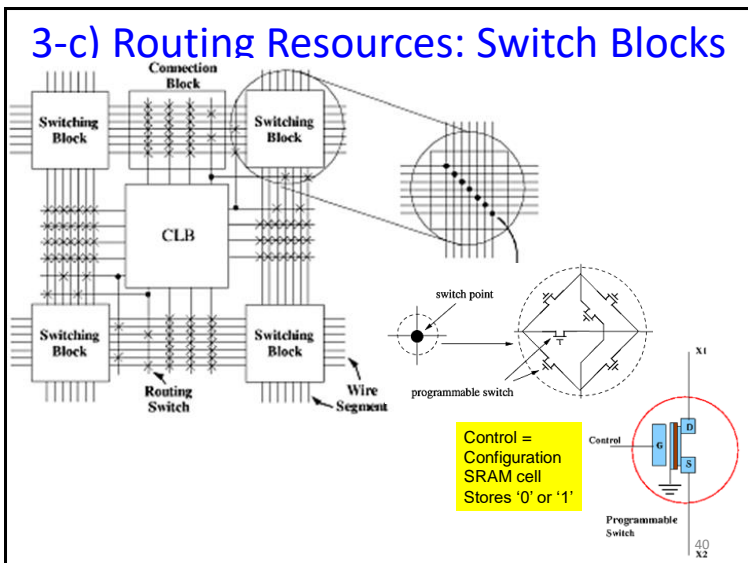 3-c) Routing Resources: Switch Blocks
Connection
Block
Switching
Block
Switching
Block
CLB
switch point
Switching
Block
Switching
Block
programmable switch
Routing
Switch
Wire
Segment
X1
Control =
Configuration
SRAM cell
Stores ‘0’ or ‘1’
Control
G
D
S
Programmable
Switch
40
X2